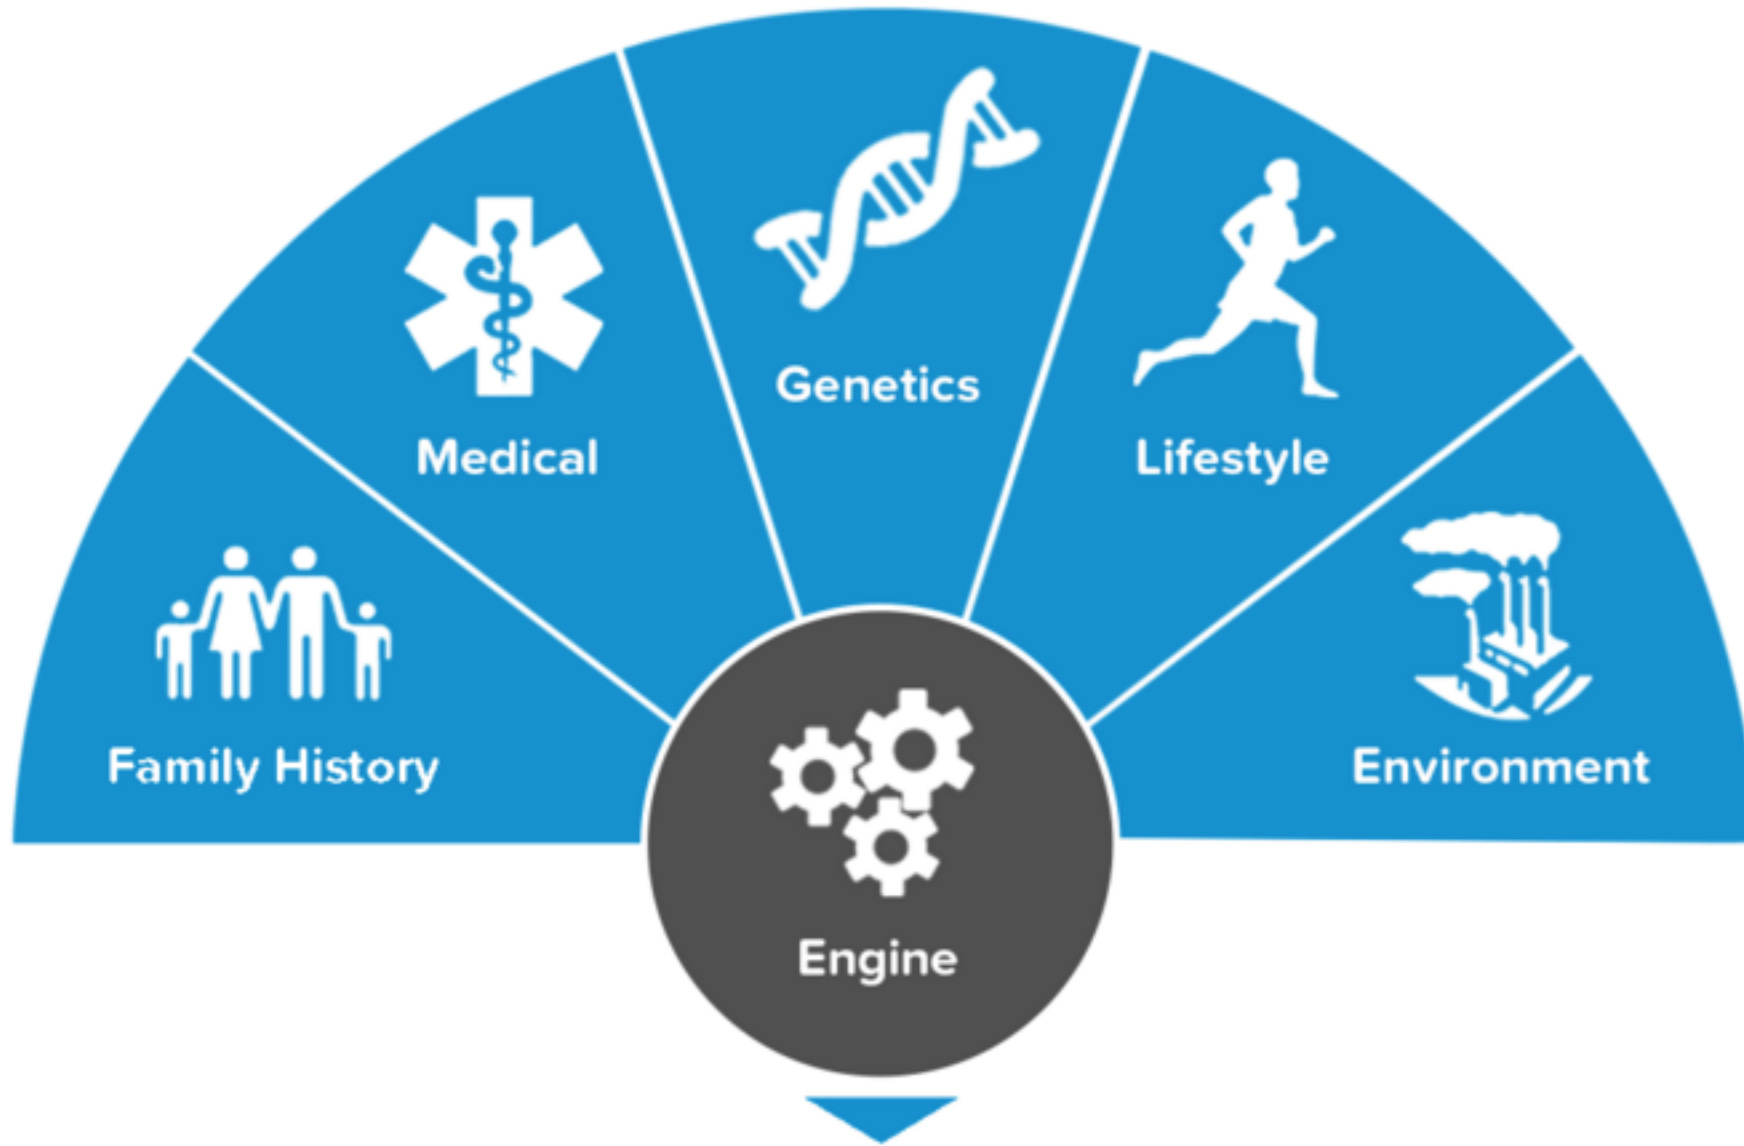 Genetics
Medical
Lifestyle
Family History
Environment
Engine